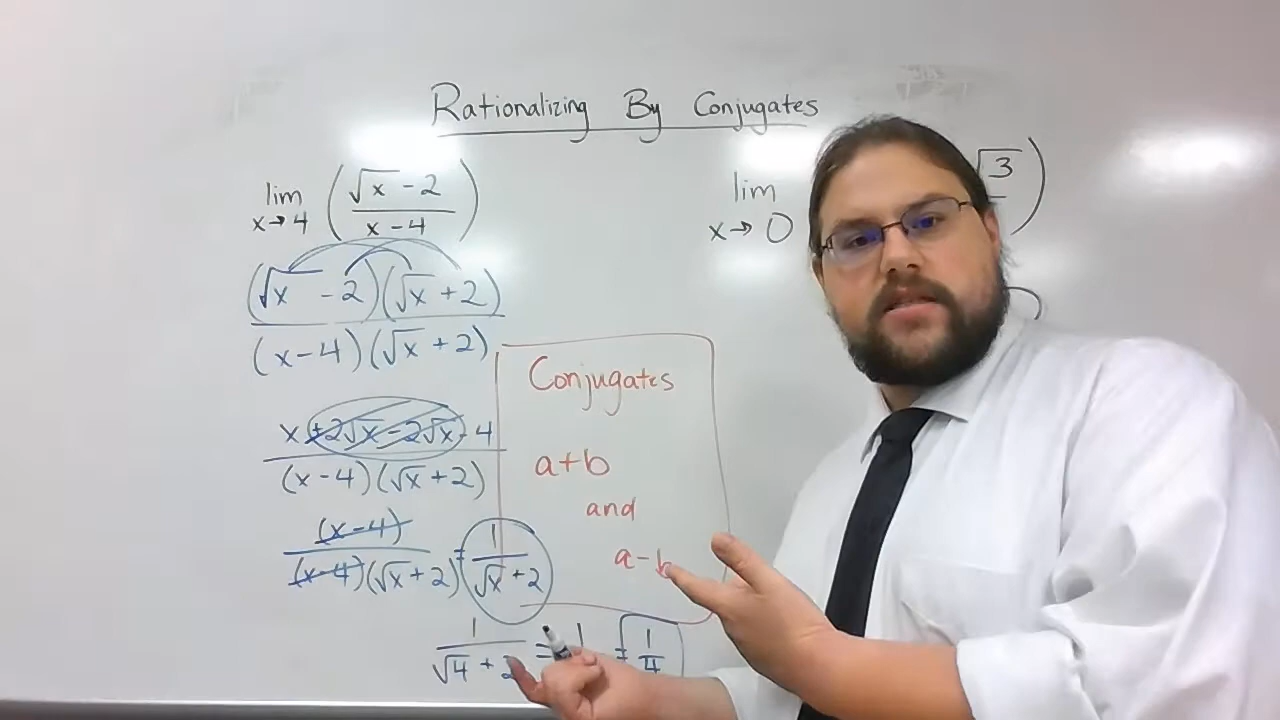 Rationalizing By Conjugates
lim x→4 ( (√x - 2) / (x - 4) )
(√x - 2)(√x + 2)
(x - 4)(√x + 2)
x + 2√x - 2√x - 4
(x - 4)(√x + 2)
(x - 4)
(x - 4)(√x + 2) = 1 / (√x + 2)
1 / (√4 + 2 = 1 = 1/4
Conjugates
a+b
and
a-b
lim x→0 √3 )